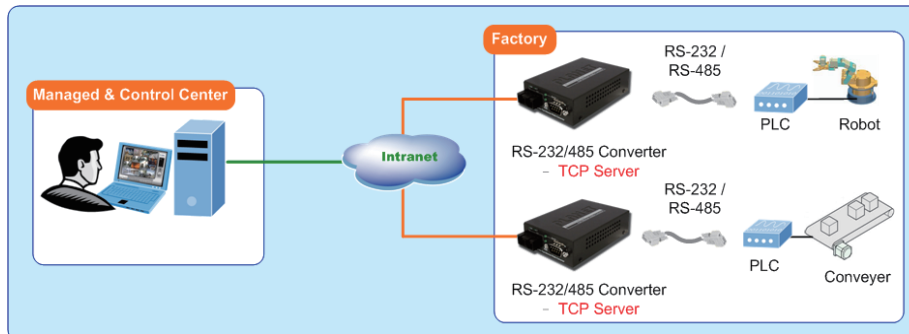 Factory
Managed & Control Center
RS-232 /
RS-485
PLC
Robot
RS-232/485 Converter
– TCP Server
Intranet
RS-232 /
RS-485
PLC
Conveyer
RS-232/485 Converter
– TCP Server